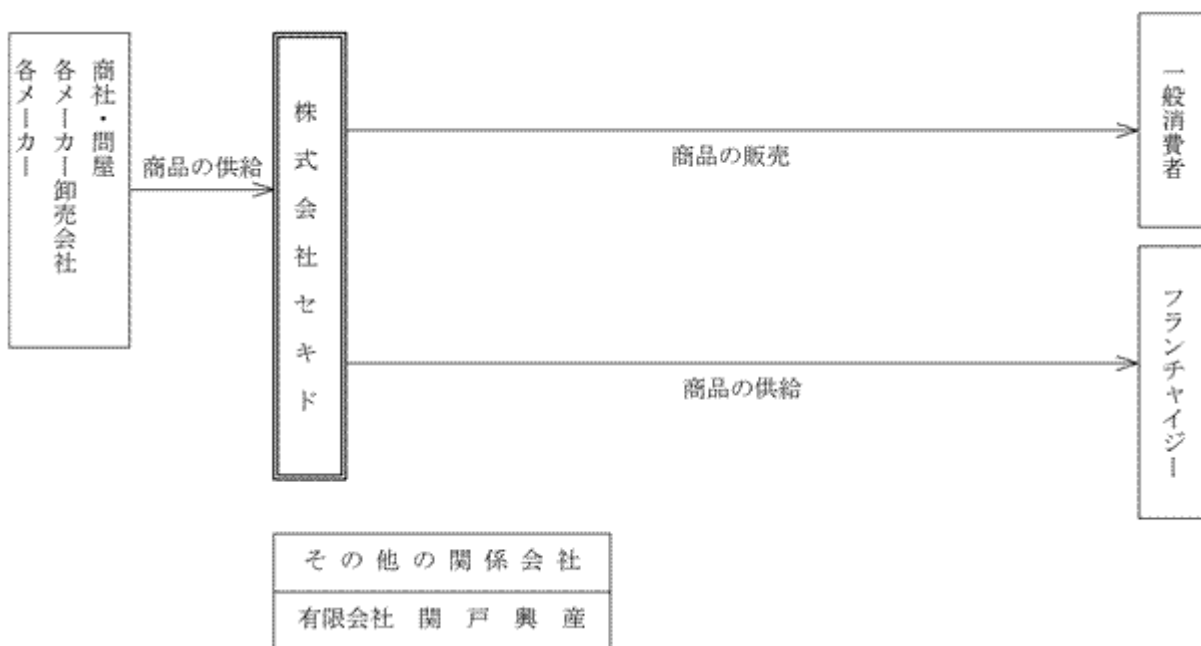 商社・問屋
各メーカー卸売会社
各メーカー
商品の供給
株式会社セキド
商品の販売
商品の供給
一般消費者
フランチャイジー
その他の関係会社
有限会社 関戸興産